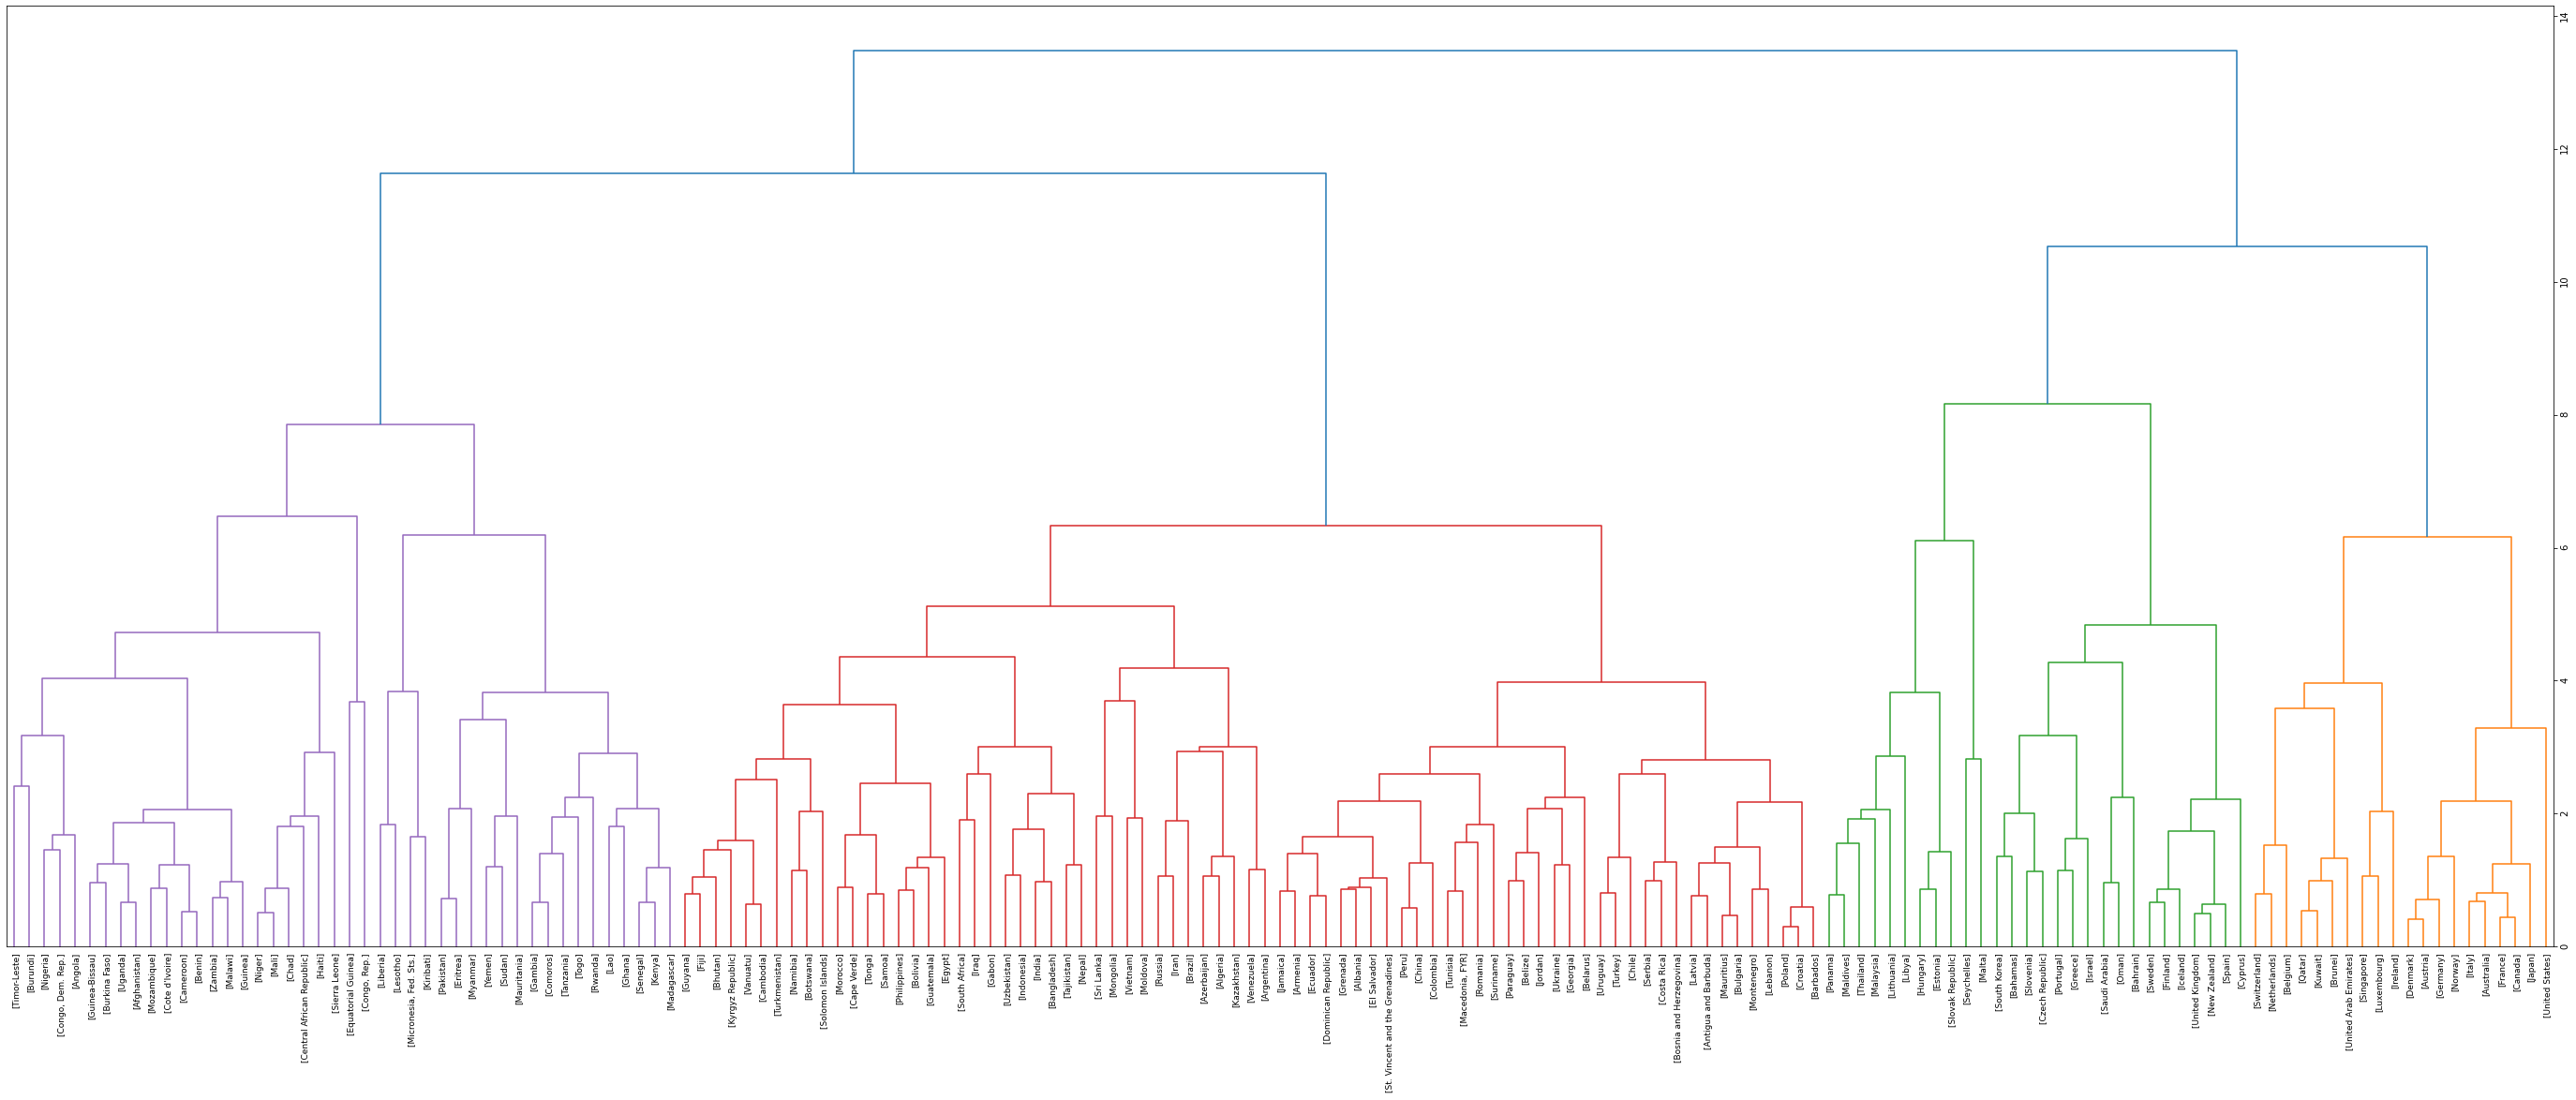 14
12
10
8
6
4
2
0
[Timor-Leste]
[Burundi]
[Nigeria]
[Congo, Dem. Rep.]
[Angola]
[Guinea-Bissau]
[Burkina Faso]
[Uganda]
[Afghanistan]
[Mozambique]
[Cote d'Ivoire]
[Cameroon]
[Benin]
[Zambia]
[Malawi]
[Guinea]
[Niger]
[Mali]
[Chad]
[Central African Republic]
[Haiti]
[Sierra Leone]
[Equatorial Guinea]
[Congo, Rep.]
[Liberia]
[Lesotho]
[Micronesia, Fed. Sts.]
[Kiribati]
[Pakistan]
[Eritrea]
[Myanmar]
[Yemen]
[Sudan]
[Mauritania]
[Gambia]
[Comoros]
[Tanzania]
[Togo]
[Rwanda]
[Lao]
[Ghana]
[Senegal]
[Kenya]
[Madagascar]
[Guyana]
[Fiji]
[Bhutan]
[Kyrgyz Republic]
[Vanuatu]
[Cambodia]
[Turkmenistan]
[Namibia]
[Botswana]
[Solomon Islands]
[Morocco]
[Cape Verde]
[Tonga]
[Samoa]
[Philippines]
[Bolivia]
[Guatemala]
[Egypt]
[South Africa]
[Iraq]
[Gabon]
[Uzbekistan]
[Indonesia]
[India]
[Bangladesh]
[Tajikistan]
[Nepal]
[Sri Lanka]
[Mongolia]
[Vietnam]
[Moldova]
[Russia]
[Iran]
[Brazil]
[Azerbaijan]
[Algeria]
[Kazakhstan]
[Venezuela]
[Argentina]
[Jamaica]
[Armenia]
[Ecuador]
[Dominican Republic]
[Grenada]
[Albania]
[El Salvador]
[St. Vincent and the Grenadines]
[Peru]
[China]
[Colombia]
[Tunisia]
[Macedonia, FYR]
[Romania]
[Suriname]
[Paraguay]
[Belize]
[Jordan]
[Ukraine]
[Georgia]
[Belarus]
[Uruguay]
[Turkey]
[Chile]
[Serbia]
[Costa Rica]
[Bosnia and Herzegovina]
[Latvia]
[Antigua and Barbuda]
[Mauritius]
[Bulgaria]
[Montenegro]
[Lebanon]
[Poland]
[Croatia]
[Barbados]
[Panama]
[Maldives]
[Thailand]
[Malaysia]
[Lithuania]
[Libya]
[Hungary]
[Estonia]
[Slovak Republic]
[Seychelles]
[Malta]
[South Korea]
[Bahamas]
[Slovenia]
[Czech Republic]
[Portugal]
[Greece]
[Israel]
[Saudi Arabia]
[Oman]
[Bahrain]
[Sweden]
[Finland]
[Iceland]
[United Kingdom]
[New Zealand]
[Spain]
[Cyprus]
[Switzerland]
[Netherlands]
[Belgium]
[Qatar]
[Kuwait]
[Brunei]
[United Arab Emirates]
[Singapore]
[Luxembourg]
[Ireland]
[Denmark]
[Austria]
[Germany]
[Norway]
[Italy]
[Australia]
[France]
[Canada]
[Japan]
[United States]